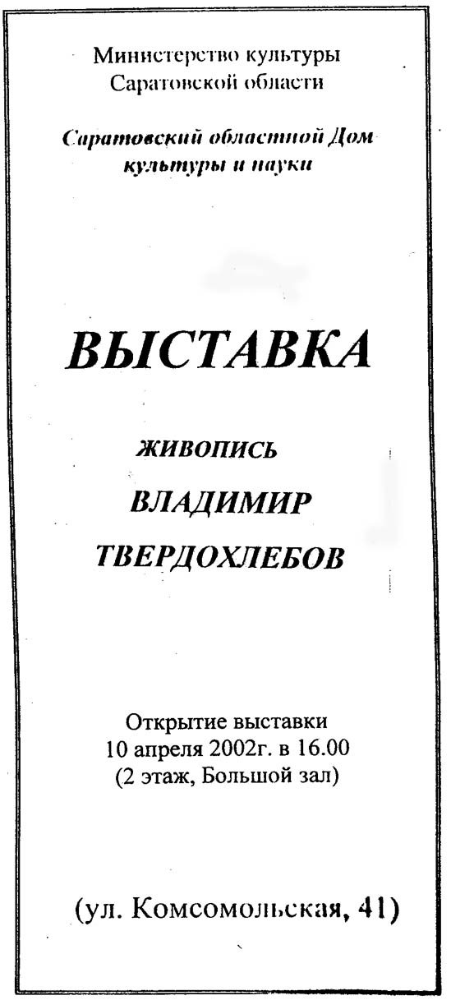 Министерство культуры
Саратовской области
Саратовский областной Дом
культуры и науки
ВЫСТАВКА
ЖИВОПИСЬ
ВЛАДИМИР
ТВЕРДОХЛЕБОВ
Открытие выставки
10 апреля 2002г. в 16.00
(2 этаж, Большой зал)
(ул. Комсомольская, 41)